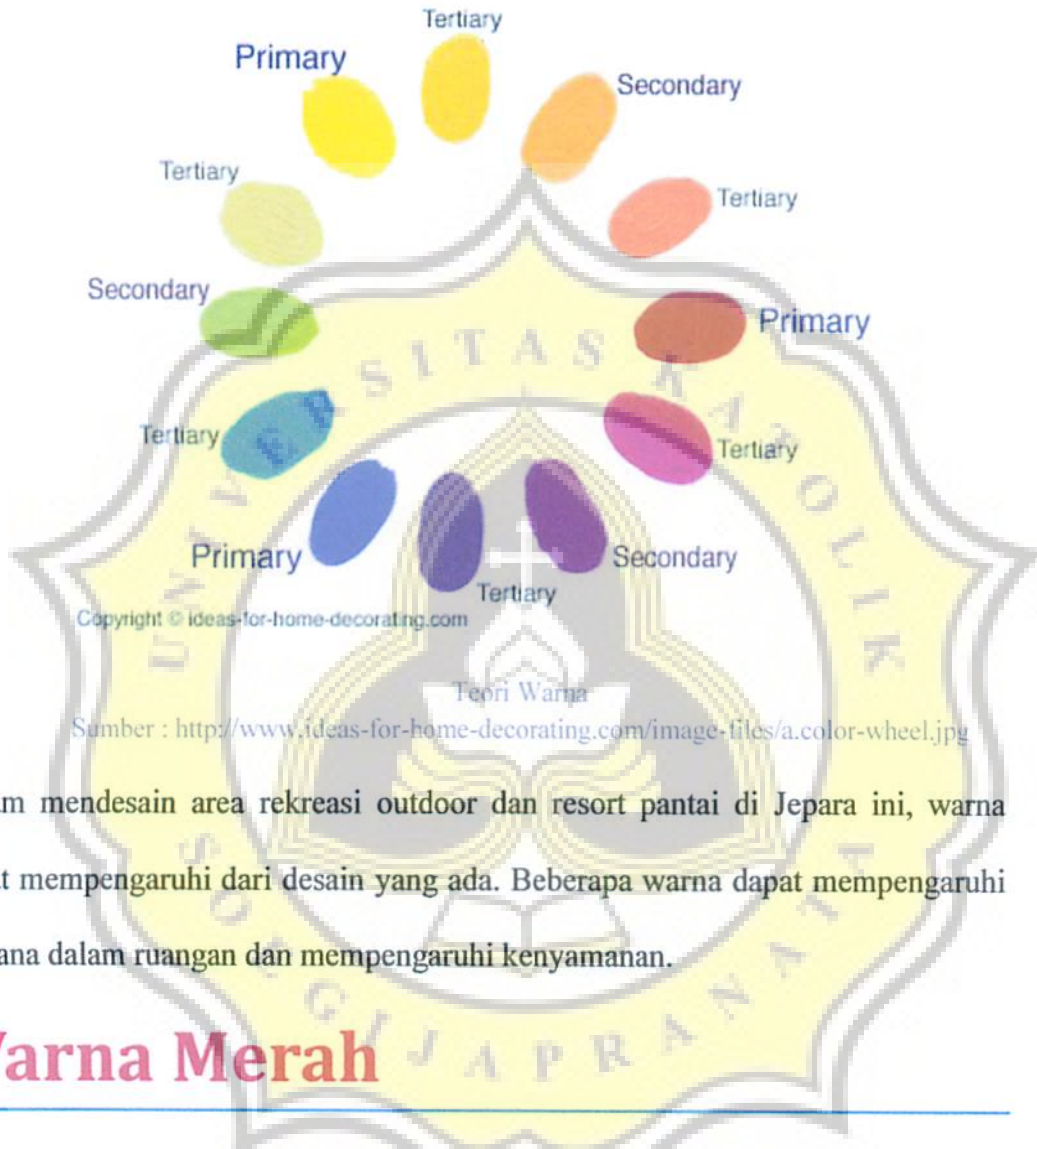 Tertiary
Primary
Secondary
Tertiary
Tertiary
Secondary
Primary
Tertiary
Tertiary
Primary
Secondary
Tertiary
Copyright © ideas-for-home-decorating.com
Teori Warna
Sumber : http://www.ideas-for-home-decorating.com/image-files/a.color-wheel.jpg
mendesain area rekreasi outdoor dan resort pantai di Jepara ini, warna
mempengaruhi dari desain yang ada. Beberapa warna dapat mempengaruhi
dalam ruangan dan mempengaruhi kenyamanan.
Warna Merah
UNIVERSITAS KATOLIK
SOEGIJAPRANATA